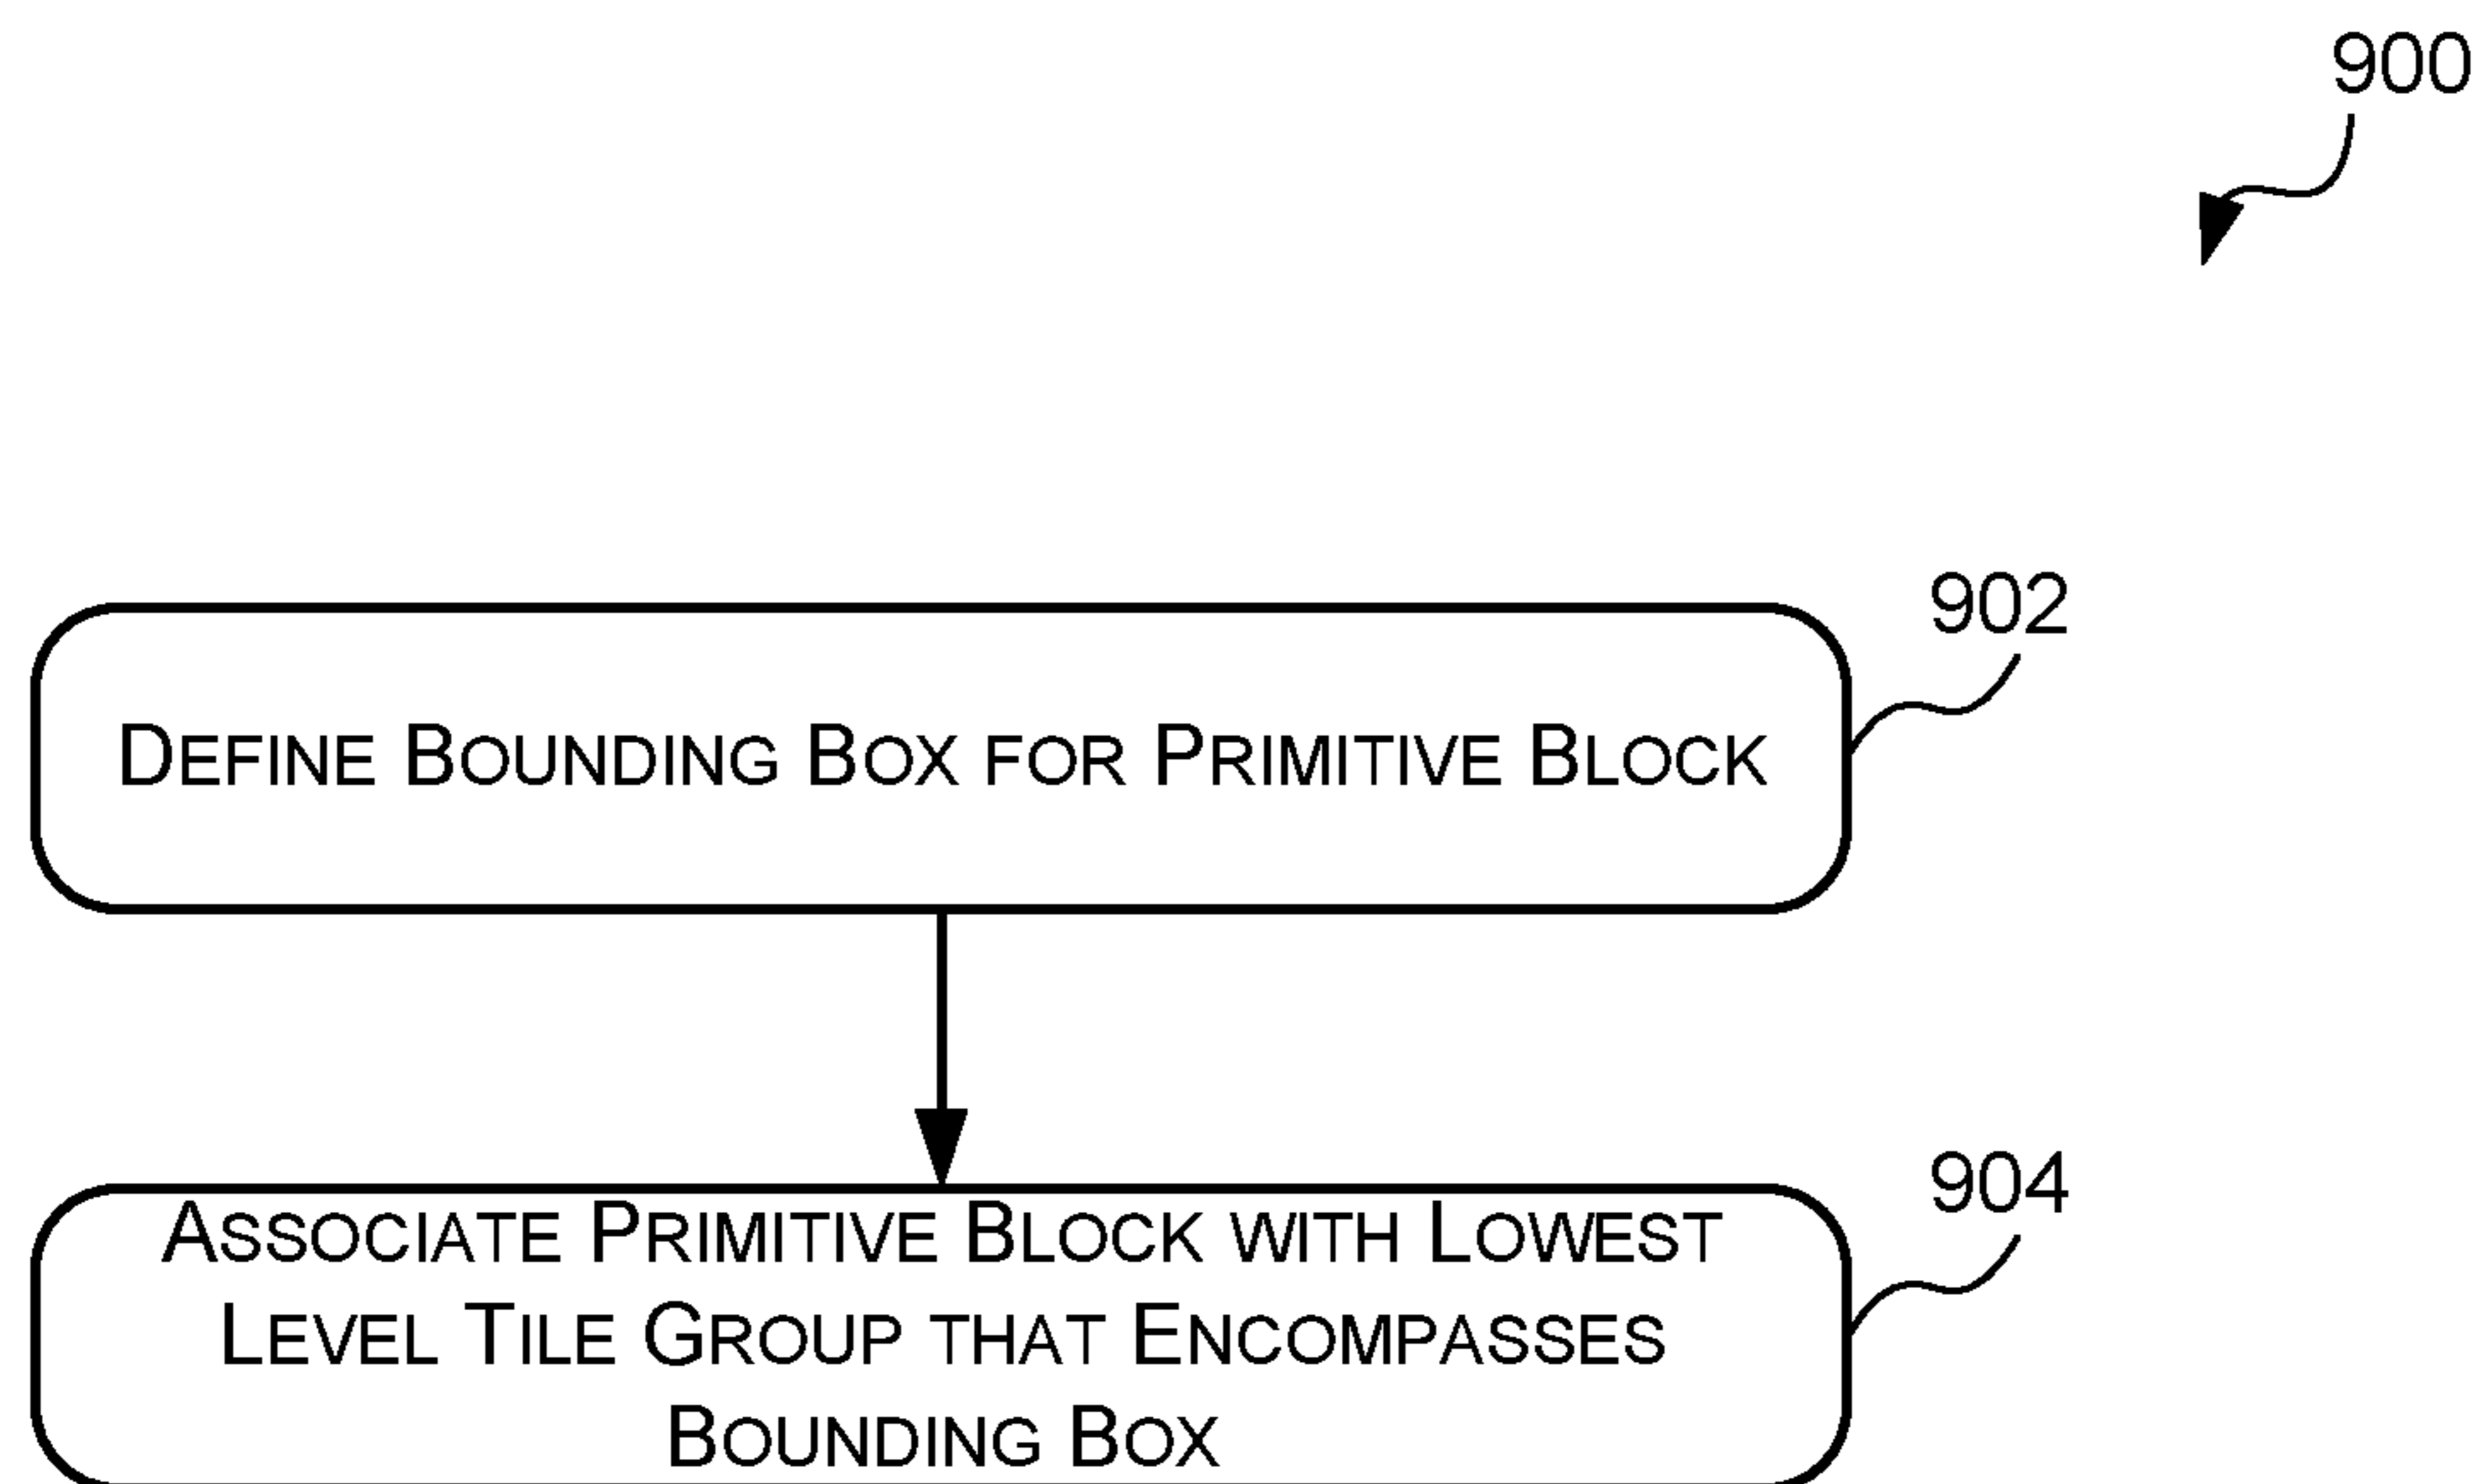 900
902
DEFINE BOUNDING BOX FOR PRIMITIVE BLOCK
904
ASSOCIATE PRIMITIVE BLOCK WITH LOWEST
LEVEL TILE GROUP THAT ENCOMPASSES
BOUNDING BOX